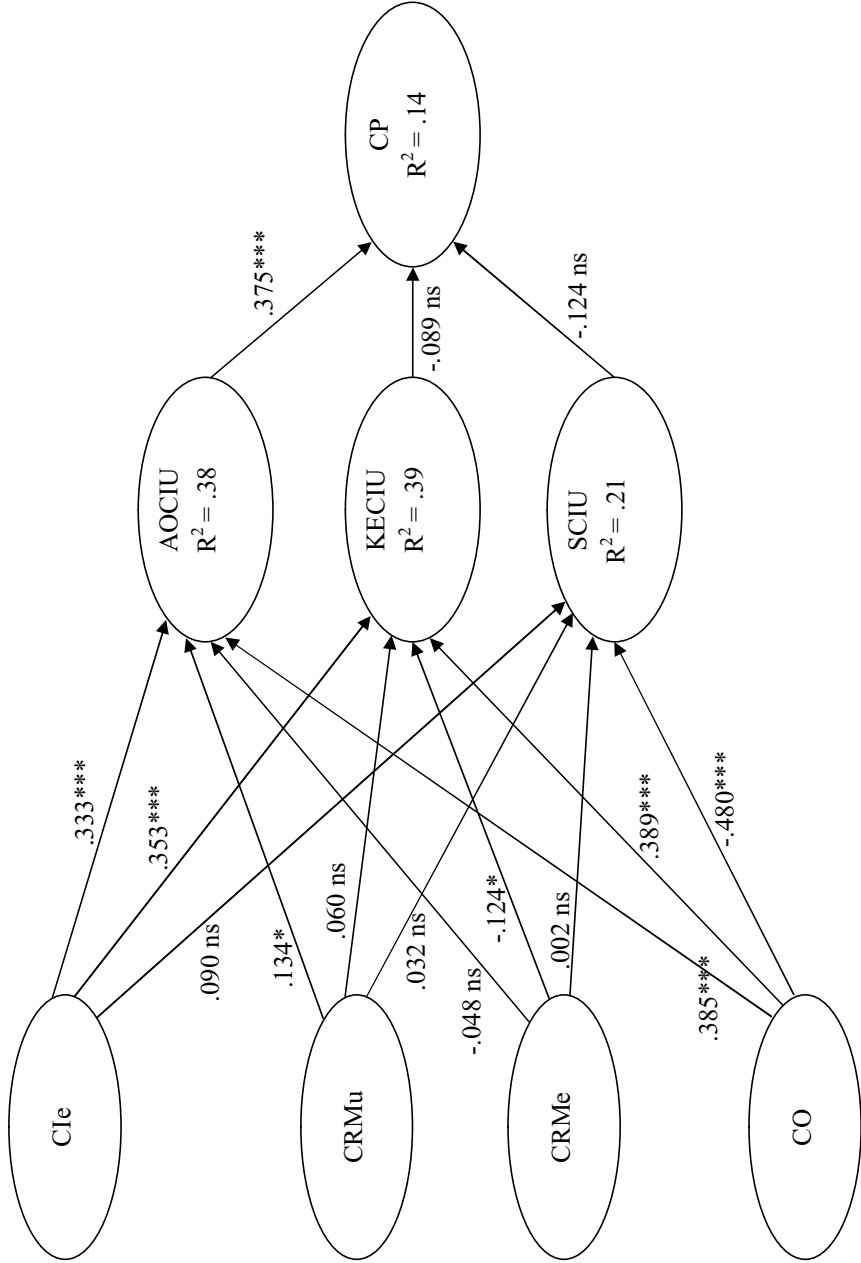 CIe
CRMu
CRMe
CO
.333***
.353***
.090 ns
.134*
.060 ns
.032 ns
-.048 ns
-.124*
.002 ns
.385***
.389***
-.480***
AOCIU
R² = .38
KECIU
R² = .39
SCIU
R² = .21
.375***
-.089 ns
-.124 ns
CP
R² = .14